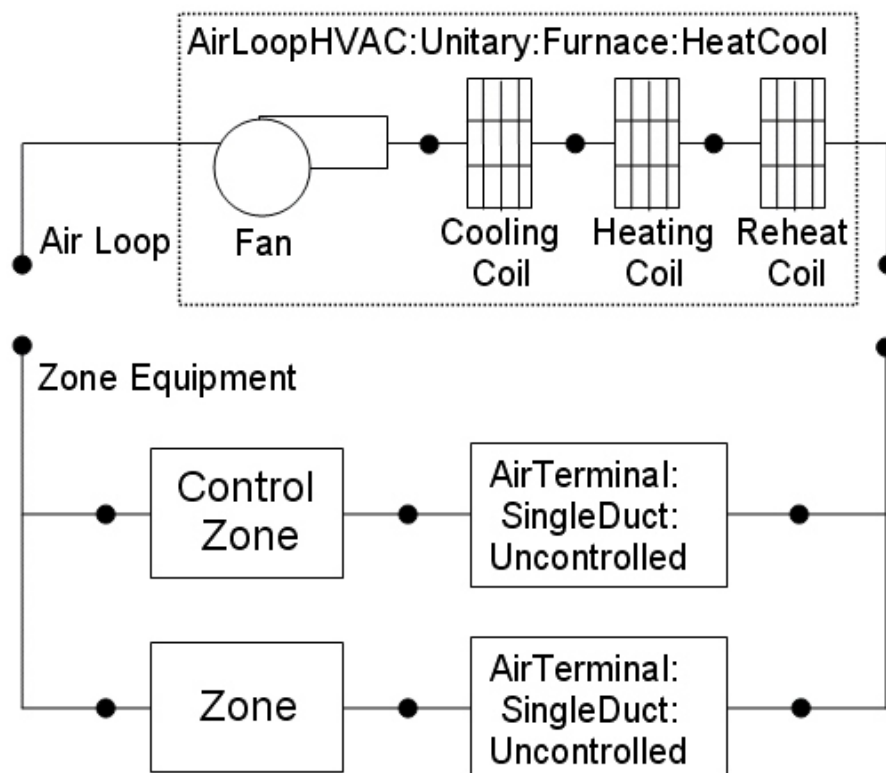 AirLoopHVAC:Unitary:Furnace:HeatCool
Air Loop
Fan
Cooling
Coil
Heating
Coil
Reheat
Coil
Zone Equipment
Control
Zone
AirTerminal:
SingleDuct:
Uncontrolled
Zone
AirTerminal:
SingleDuct:
Uncontrolled